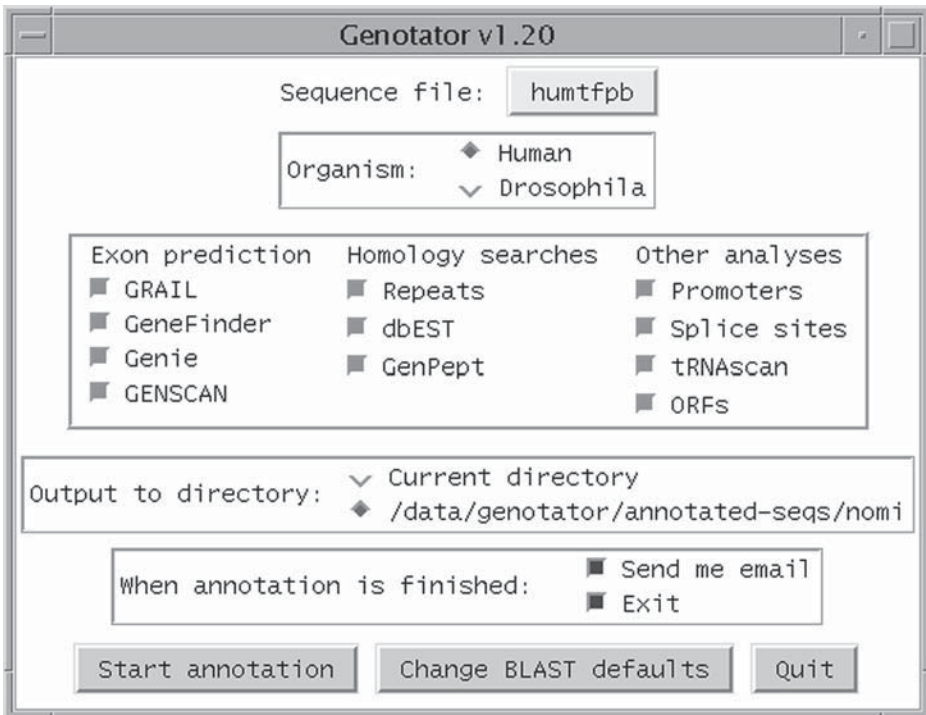 Genotator v1.20
Sequence file: humtfpb
Organism:
Human
Drosophila
Exon prediction
GRAIL
GeneFinder
Genie
GENSCAN
Homology searches
Repeats
dbEST
GenPept
Other analyses
Promoters
Splice sites
tRNAscan
ORFs
Output to directory:
Current directory
/data/genotator/annotated-seqs/nomi
When annotation is finished:
Send me email
Exit
Start annotation
Change BLAST defaults
Quit